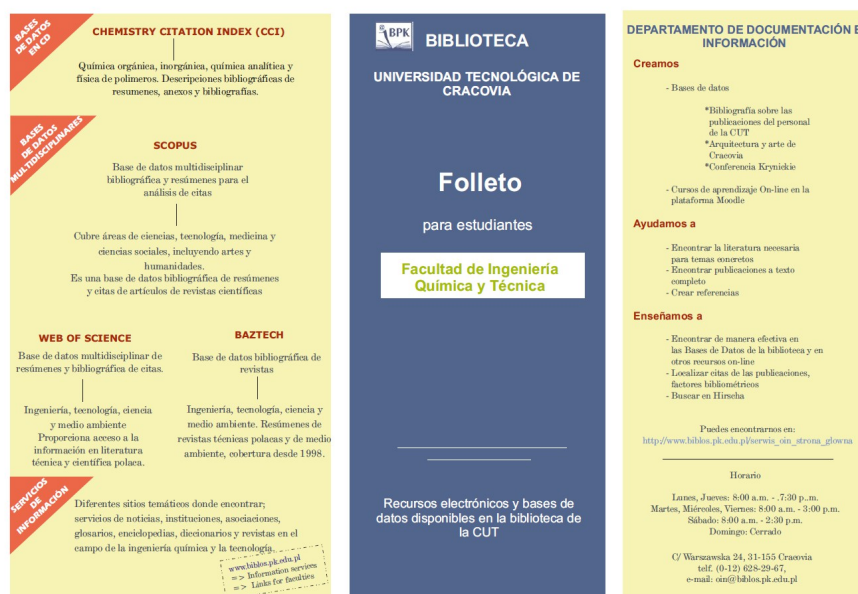 BASES
DE DATOS
EN CD
CHEMISTRY CITATION INDEX (CCI)
Química orgánica, inorgánica, química analítica y
física de polimeros. Descripciones bibliográficas de
resumenes, anexos y bibliografías.
BASES
DE DATOS
MULTIDISCIPLINARES
SCOPUS
Base de datos multidisciplinar
bibliográfica y resúmenes para el
análisis de citas
Cubre áreas de ciencias, tecnología, medicina y
ciencias sociales, incluyendo artes y
humanidades.
Es una base de datos bibliográfica de resúmenes
y citas de artículos de revistas científicas
WEB OF SCIENCE
Base de datos multidisciplinar de
resúmenes y bibliográfica de citas.
Ingeniería, tecnología, ciencia
y medio ambiente
Proporciona acceso a la
información en literatura
técnica y científica polaca.
BAZTECH
Base de datos bibliográfica de
revistas
Ingeniería, tecnología, ciencia y
medio ambiente. Resúmenes de
revistas técnicas polacas y de medio
ambiente, cobertura desde 1998.
SERVICIOS
DE
INFORMACIÓN
Diferentes sitios temáticos donde encontrar;
servicios de noticias, instituciones, asociaciones,
glosarios, enciclopedias, diccionarios y revistas en el
campo de la ingeniería química y la tecnología.
www.biblos.pk.edu.pl
=> Information services
=> Links for faculties
BPK
BIBLIOTECA
UNIVERSIDAD TECNOLÓGICA DE
CRACOVIA
Folleto
para estudiantes
Facultad de Ingeniería
Química y Técnica
Recursos electrónicos y bases de
datos disponibles en la biblioteca de
la CUT
DEPARTAMENTO DE DOCUMENTACIÓN E
INFORMACIÓN
Creamos
- Bases de datos
*Bibliografía sobre las
publicaciones del personal
de la CUT
*Arquitectura y arte de
Cracovia
*Conferencia Krynickie
- Cursos de aprendizaje On-line en la
plataforma Moodle
Ayudamos a
- Encontrar la literatura necesaria
para temas concretos
- Encontrar publicaciones a texto
completo
- Crear referencias
Enseñamos a
- Encontrar de manera efectiva en
las Bases de Datos de la biblioteca y en
otros recursos on-line
- Localizar citas de las publicaciones,
factores bibliométricos
- Buscar en Hirscha
Puedes encontrarnos en:
http://www.biblos.pk.edu.pl/serwis_oin_strona_glowna
Horario
Lunes, Jueves: 8:00 a.m. - .7:30 p..m.
Martes, Miércoles, Viernes: 8:00 a.m. - 3:00 p.m.
Sábado: 8:00 a.m. - 2:30 p.m.
Domingo: Cerrado
C/ Warszawska 24, 31-155 Cracovia
telf. (0-12) 628-29-67,
e-mail: oin@biblos.pk.edu.pl